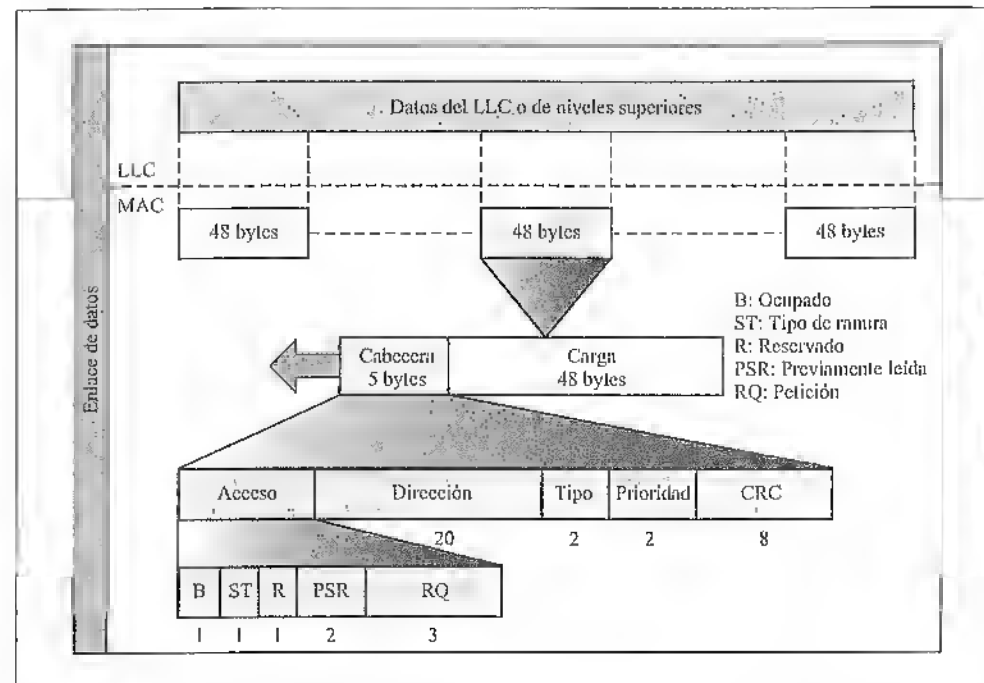 Datos del LLC o de niveles superiores
LLC
MAC
48 bytes
48 bytes
48 bytes
Enlace de datos
B: Ocupado
ST: Tipo de ranura
R: Reservado
PSR: Previamente leída
RQ: Petición
Cabecera
5 bytes
Carga
48 bytes
Acceso
Dirección
Tipo
Prioridad
CRC
20
2
2
8
B
ST
R
PSR
RQ
1
1
1
2
3